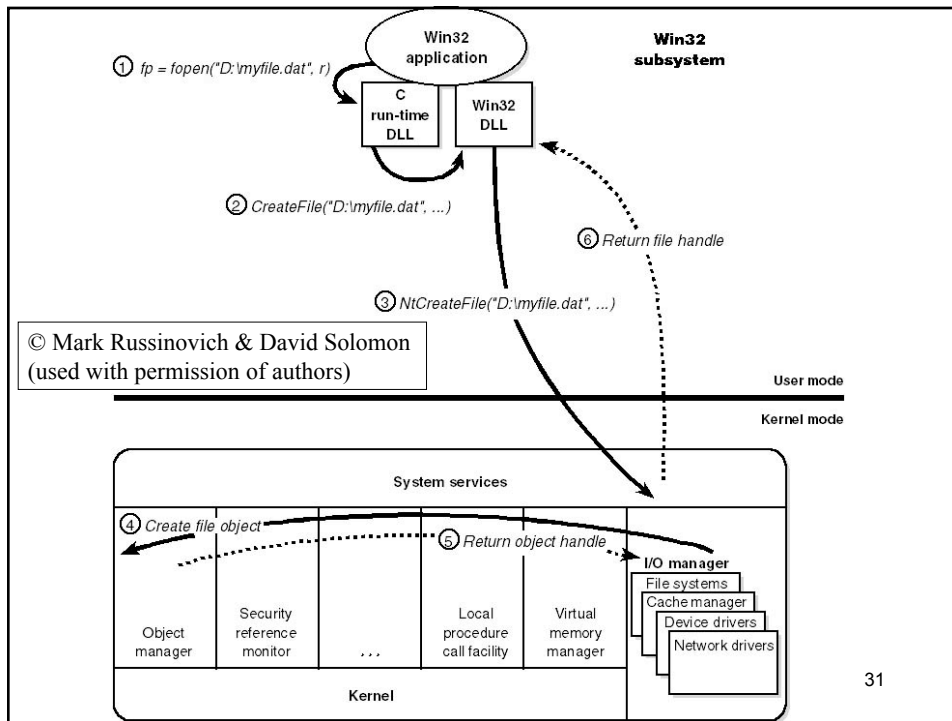 Win32
application
Win32
subsystem
① fp = fopen("D:\myfile.dat", r)
C
run-time
DLL
Win32
DLL
② CreateFile("D:\myfile.dat", ...)
⑥ Return file handle
③ NtCreateFile("D:\myfile.dat", ...)
© Mark Russinovich & David Solomon
(used with permission of authors)
User mode
Kernel mode
System services
④ Create file object
⑤ Return object handle
I/O manager
File systems
Cache manager
Device drivers
Network drivers
Object
manager
Security
reference
monitor
...
Local
procedure
call facility
Virtual
memory
manager
Kernel
31